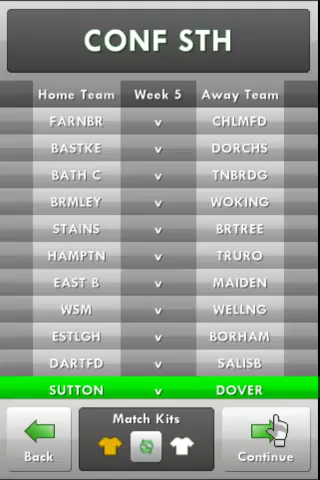 CONF STH
Home Team Week 5 Away Team
FARNBR v CHLMFD
BASTKE v DORCHS
BATH C v TNBRDG
BRMLEY v WOKING
STAINS v BRTREE
HAMPTN v TRURO
EAST B v MAIDEN
WSM v WELLNG
ESTLGH v BORHAM
DARTFD v SALISB
SUTTON v DOVER
Match Kits
Back Continue